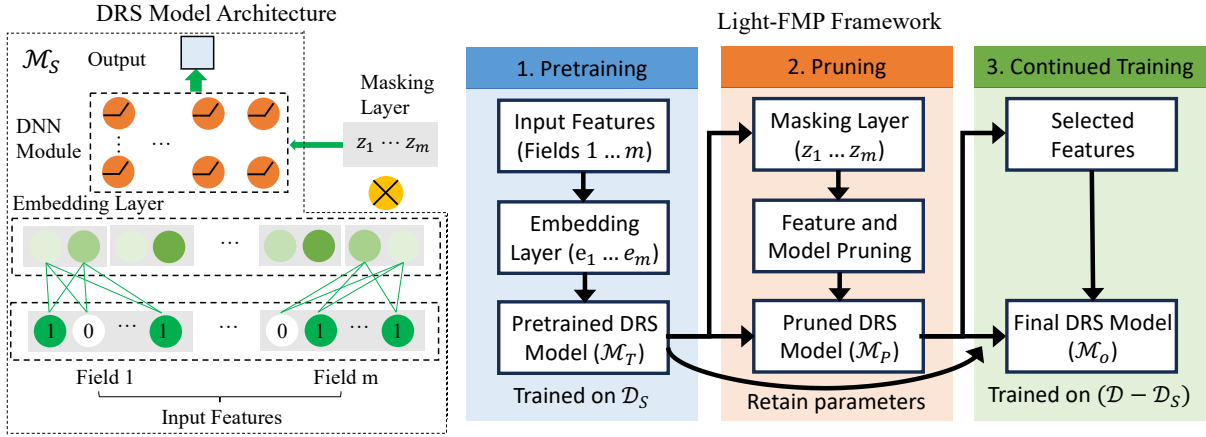 DRS Model Architecture
ℳ_S
Output
Masking
Layer
DNN
Module
⋮
⋯
⋮
z_1 ⋯ z_m
Embedding Layer
⋯
1 0 ⋯ 1 ⋯ 0 1 ⋯ 1
Field 1
Field m
Input Features
Light-FMP Framework
1. Pretraining
Input Features
(Fields 1 … m)
Embedding
Layer (e_1 … e_m)
Pretrained DRS
Model (ℳ_T)
Trained on 𝒟_S
2. Pruning
Masking Layer
(z_1 … z_m)
Feature and
Model Pruning
Pruned DRS
Model (ℳ_P)
Retain parameters
3. Continued Training
Selected
Features
Final DRS Model
(ℳ_o)
Trained on (𝒟 − 𝒟_S)